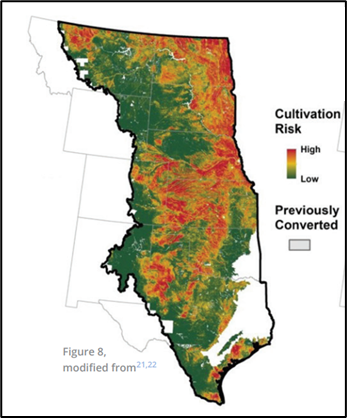 Cultivation
Risk
High
Low
Previously
Converted
Figure 8,
modified from21,22